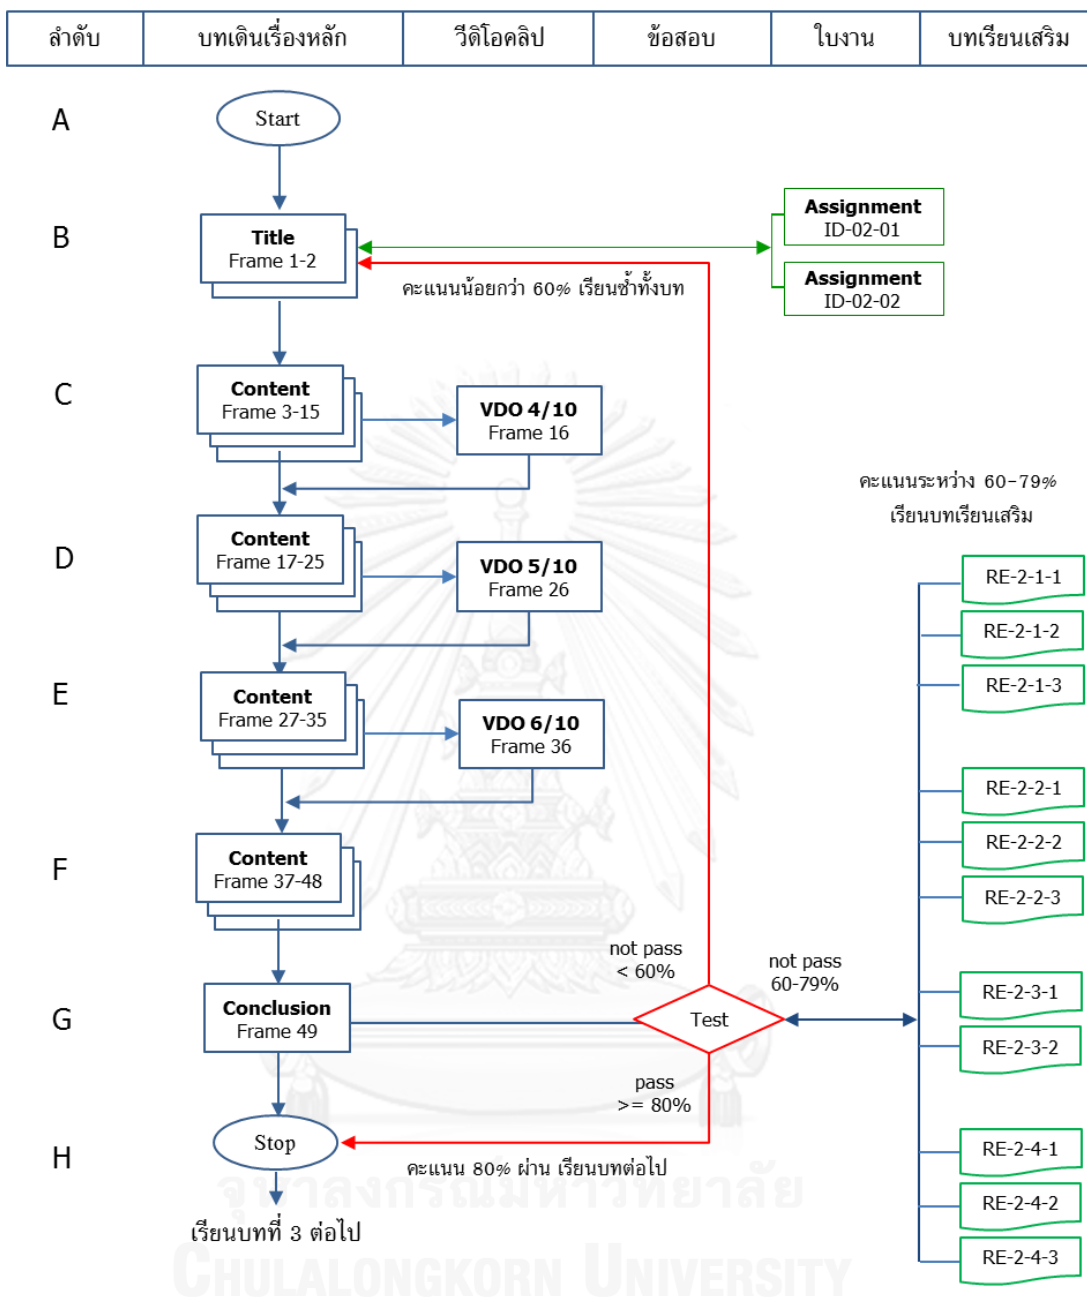 ลำดับ
บทเดินเรื่องหลัก
วีดิโอคลิป
ข้อสอบ
ใบงาน
บทเรียนเสริม
A
Start
B
Title
Frame 1-2
Assignment
ID-02-01
Assignment
ID-02-02
คะแนนน้อยกว่า 60% เรียนซ้ำทั้งบท
C
Content
Frame 3-15
VDO 4/10
Frame 16
คะแนนระหว่าง 60-79%
เรียนบทเรียนเสริม
D
Content
Frame 17-25
VDO 5/10
Frame 26
RE-2-1-1
RE-2-1-2
RE-2-1-3
E
Content
Frame 27-35
VDO 6/10
Frame 36
RE-2-2-1
RE-2-2-2
RE-2-2-3
F
Content
Frame 37-48
not pass
< 60%
not pass
60-79%
G
Conclusion
Frame 49
Test
RE-2-3-1
RE-2-3-2
pass
>= 80%
H
Stop
คะแนน 80% ผ่าน เรียนบทต่อไป
RE-2-4-1
RE-2-4-2
RE-2-4-3
เรียนบทที่ 3 ต่อไป
จุฬาลงกรณ์มหาวิทยาลัย
CHULALONGKORN UNIVERSITY